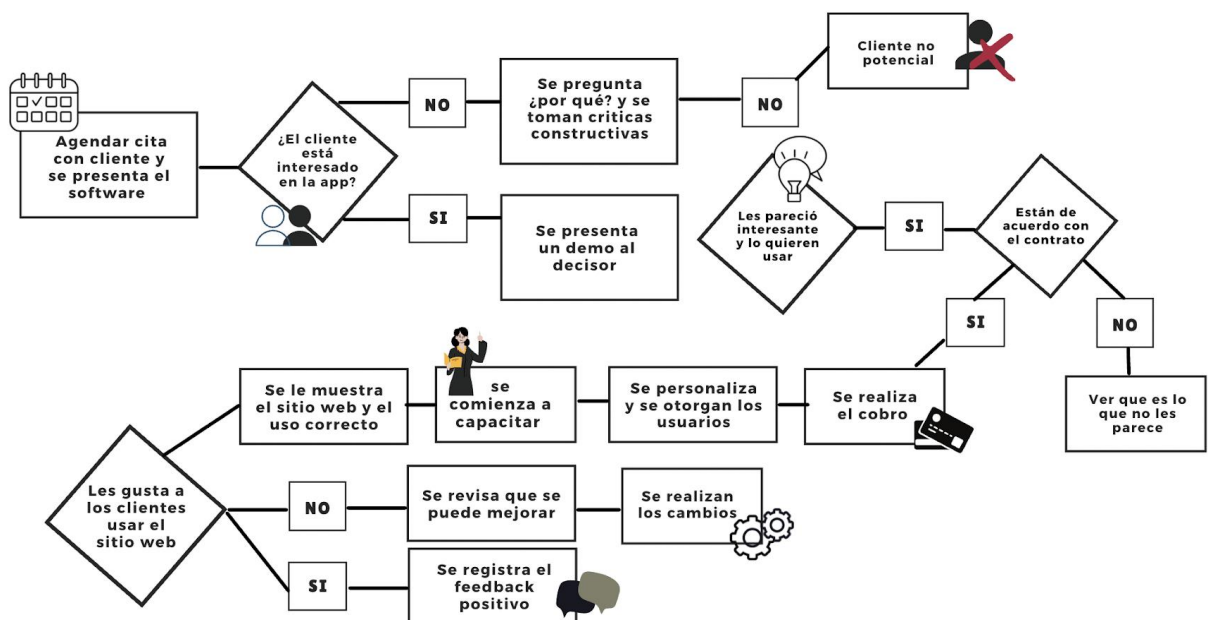 Agendar cita
con cliente y
se presenta el
software
¿El cliente
está
interesado
en la app?
NO
Se pregunta
¿por qué? y se
toman criticas
constructivas
NO
Cliente no
potencial
SI
Se presenta
un demo al
decisor
Les pareció
interesante
y lo quieren
usar
SI
Están de
acuerdo con
el contrato
SI
NO
Ver que es lo
que no les
parece
Se realiza
el cobro
Se personaliza
y se otorgan los
usuarios
se
comienza a
capacitar
Se le muestra
el sitio web y el
uso correcto
Les gusta a
los clientes
usar el
sitio web
NO
Se revisa que se
puede mejorar
Se realizan
los cambios
SI
Se registra el
feedback
positivo